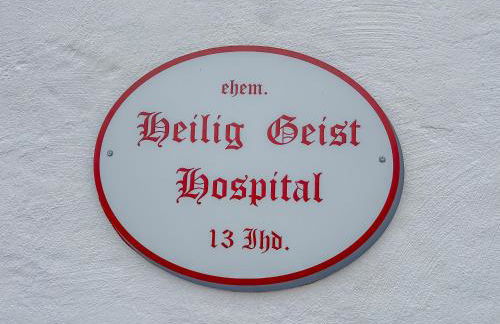 ehem.
Heilig Geist
Hospital
13 Jhd.